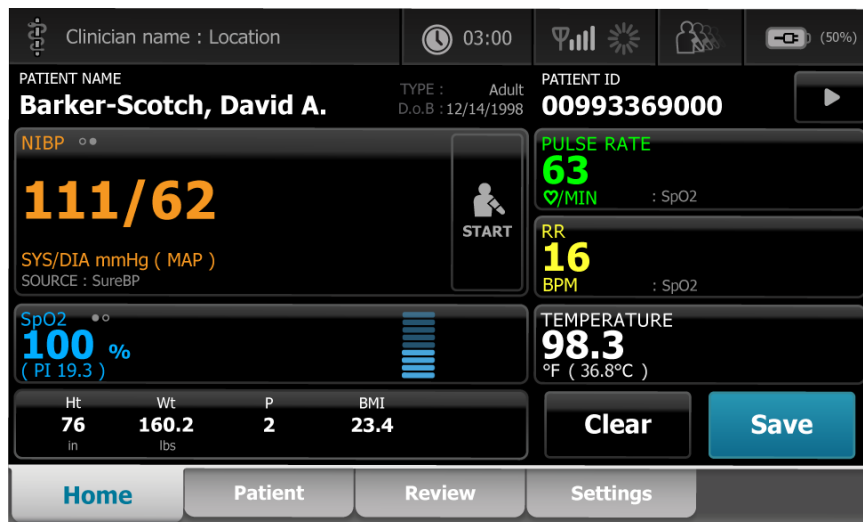 Clinician name : Location
03:00
(50%)
PATIENT NAME
Barker-Scotch, David A.
TYPE : Adult
D.o.B : 12/14/1998
PATIENT ID
00993369000
NIBP
111/62
SYS/DIA mmHg ( MAP )
SOURCE : SureBP
START
PULSE RATE
63
/MIN : SpO2
RR
16
BPM : SpO2
SpO2
100 %
( PI 19.3 )
TEMPERATURE
98.3
°F ( 36.8°C )
Ht Wt P BMI
76 160.2 2 23.4
in lbs
Clear
Save
Home Patient Review Settings